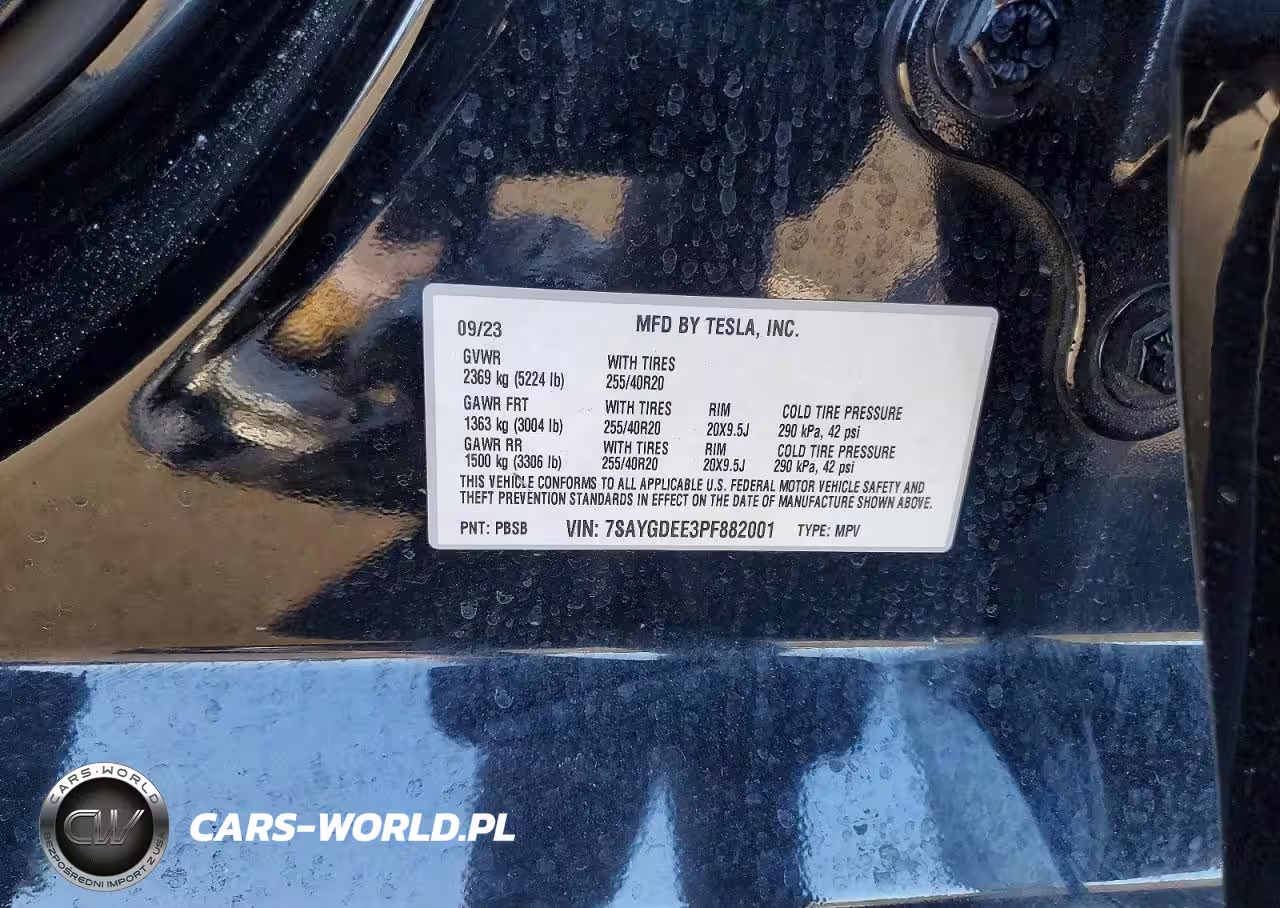 09/23 MFD BY TESLA, INC.
GVWR WITH TIRES
2369 kg (5224 lb) 255/40R20
GAWR FRT WITH TIRES RIM COLD TIRE PRESSURE
1363 kg (3004 lb) 255/40R20 20X9.5J 290 kPa, 42 psi
GAWR RR WITH TIRES RIM COLD TIRE PRESSURE
1500 kg (3306 lb) 255/40R20 20X9.5J 290 kPa, 42 psi
THIS VEHICLE CONFORMS TO ALL APPLICABLE U.S. FEDERAL MOTOR VEHICLE SAFETY AND
THEFT PREVENTION STANDARDS IN EFFECT ON THE DATE OF MANUFACTURE SHOWN ABOVE.
PNT: PBSB VIN: 7SAYGDEE3PF882001 TYPE: MPV
CARS-WORLD
CW
BEZPOŚREDNI IMPORT Z USA
CARS-WORLD.PL